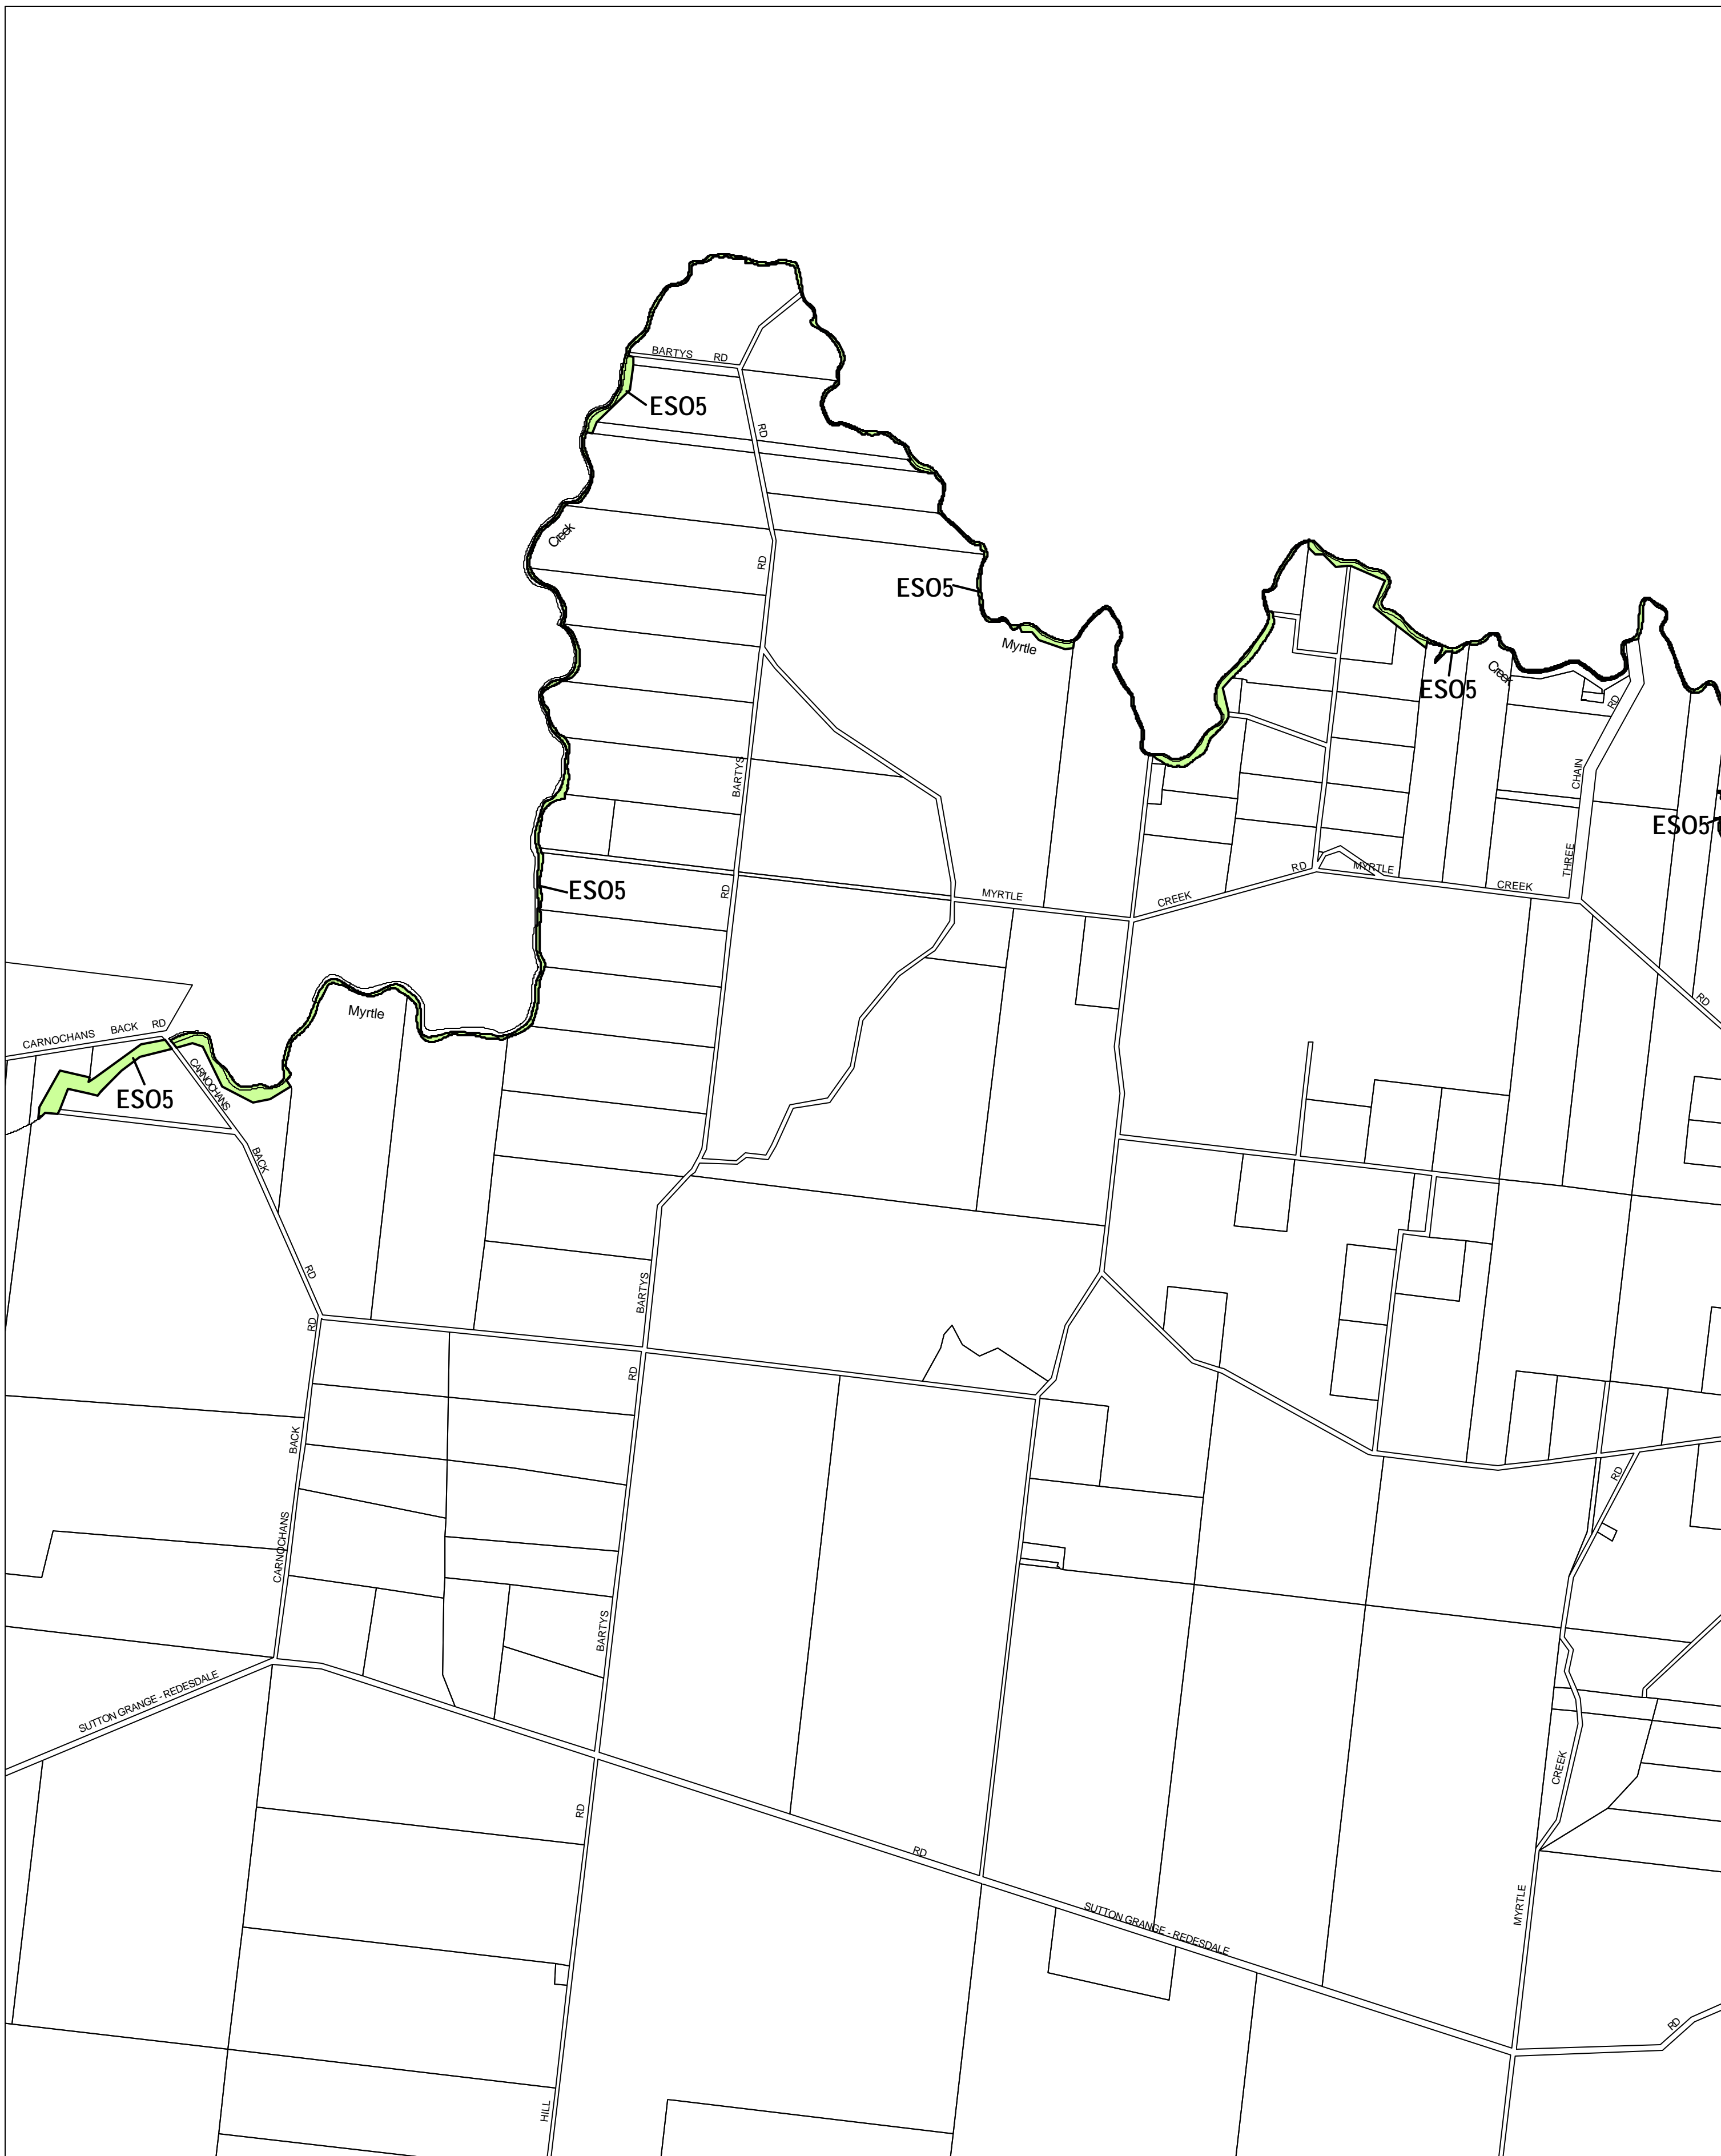 BARTYS RD
ESO5
RD
Creek
RD
ESO5
Myrtle
Creek
ESO5
RD
BARTYS
CHAIN
ESO5
THREE
ESO5
RD
MYRTLE
CREEK
RD
MYRTLE
CREEK
RD
Myrtle
CARNOCHANS BACK RD
CARNOCHANS
ESO5
BACK
RD
BARTYS
RD
RD
BACK
RD
CARNOCHANS
BARTYS
SUTTON GRANGE - REDESDALE
CREEK
RD
RD
MYRTLE
SUTTON GRANGE - REDESDALE
RD
HILL